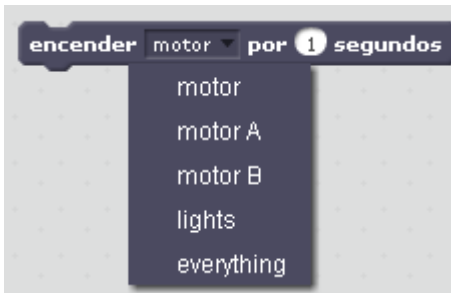 encender motor por 1 segundos
motor
motor A
motor B
lights
everything